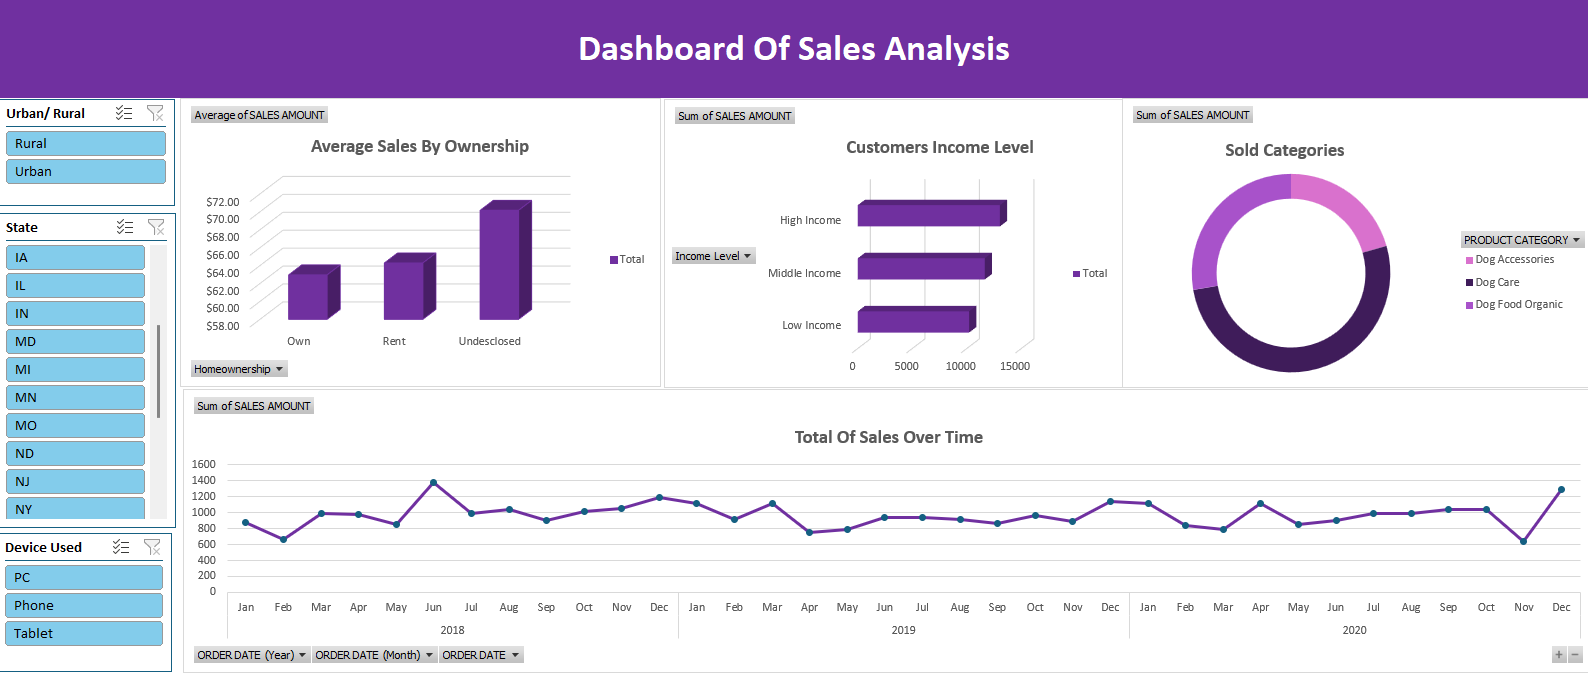 Dashboard Of Sales Analysis
Urban/ Rural
Rural
Urban
State
IA
IL
IN
MD
MI
MN
MO
ND
NJ
NY
Device Used
PC
Phone
Tablet
Average of SALES AMOUNT
Average Sales By Ownership
$72.00
$70.00
$68.00
$66.00
$64.00
$62.00
$60.00
$58.00
Own Rent Undesclosed
Total
Homeownership
Sum of SALES AMOUNT
Customers Income Level
Income Level
High Income
Middle Income
Low Income
0 5000 10000 15000
Total
Sum of SALES AMOUNT
Sold Categories
PRODUCT CATEGORY
Dog Accessories
Dog Care
Dog Food Organic
Sum of SALES AMOUNT
Total Of Sales Over Time
1600
1400
1200
1000
800
600
400
200
0
Jan Feb Mar Apr May Jun Jul Aug Sep Oct Nov Dec Jan Feb Mar Apr May Jun Jul Aug Sep Oct Nov Dec Jan Feb Mar Apr May Jun Jul Aug Sep Oct Nov Dec
2018 2019 2020
ORDER DATE (Year) ORDER DATE (Month) ORDER DATE
+ −